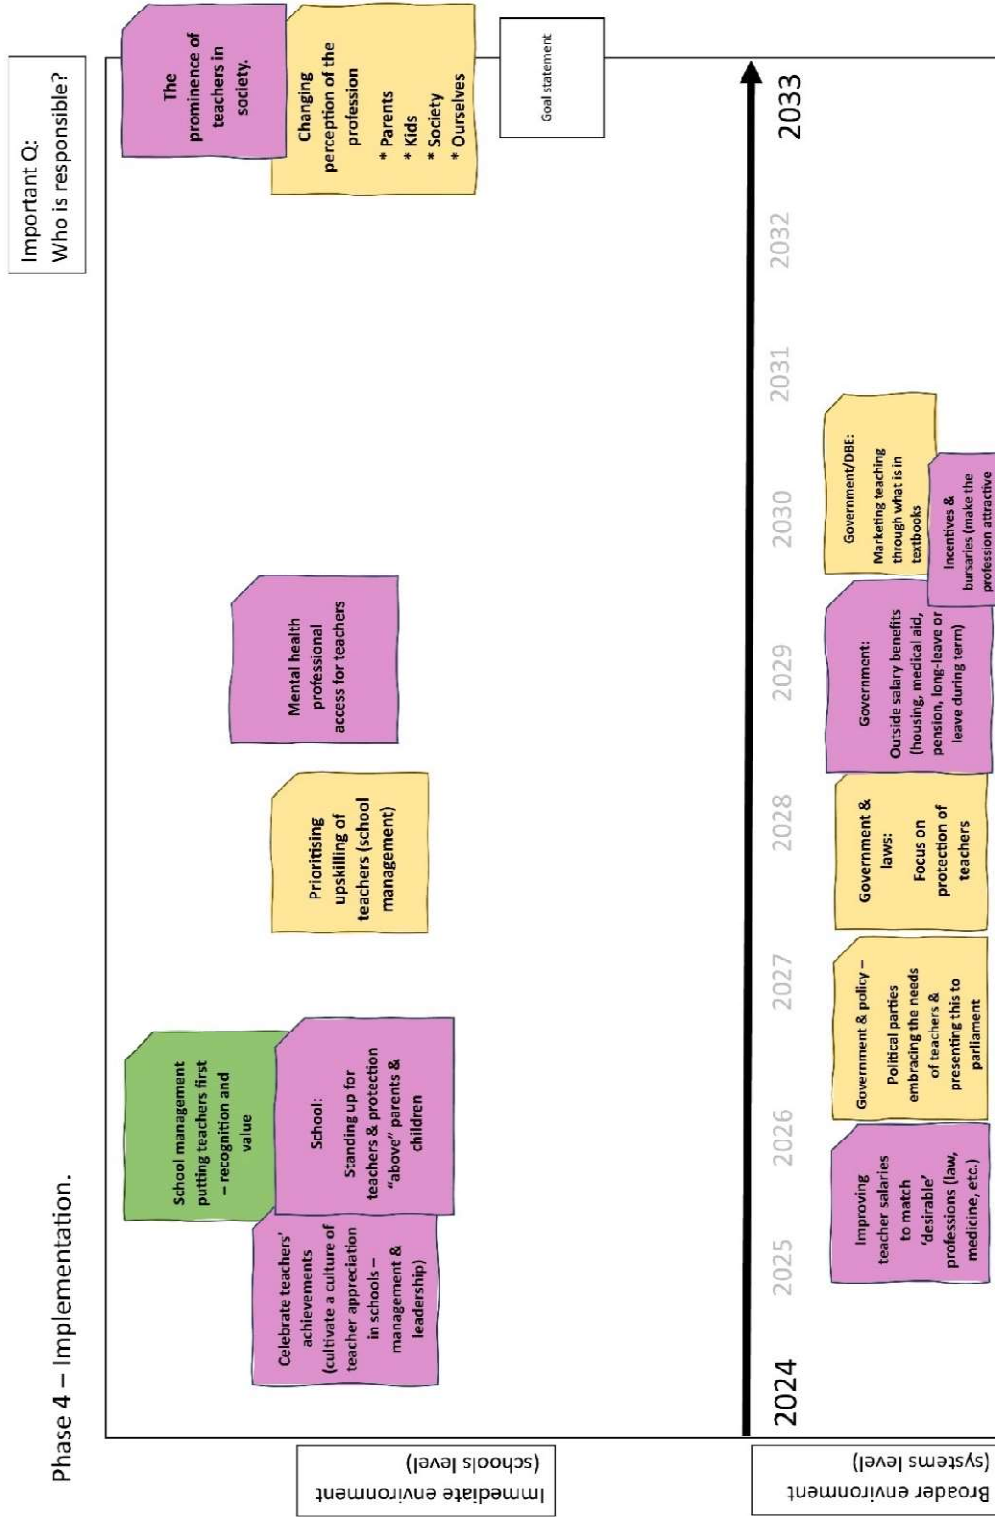 Phase 4 – Implementation.
Important Q:
Who is responsible?
Immediate environment
(schools level)
School management
putting teachers first
– recognition and
value
Celebrate teachers’
achievements
(cultivate a culture of
teacher appreciation
in schools –
management &
leadership)
School:
Standing up for
teachers & protection
“above” parents &
children
Prioritising
upskilling of
teachers (school
management)
Mental health
professional
access for teachers
The
prominence of
teachers in
society.
Changing
perception of the
profession
* Parents
* Kids
* Society
* Ourselves
Goal statement
2024
2025
2026
2027
2028
2029
2030
2031
2032
2033
Broader environment
(systems level)
Improving
teacher salaries
to match
‘desirable’
professions (law,
medicine, etc.)
Government & policy –
Political parties
embracing the needs
of teachers &
presenting this to
parliament
Government &
laws:
Focus on
protection of
teachers
Government:
Outside salary benefits
(housing, medical aid,
pension, long-leave or
leave during term)
Government/DBE:
Marketing teaching
through what is in
textbooks
Incentives &
bursaries (make the
profession attractive